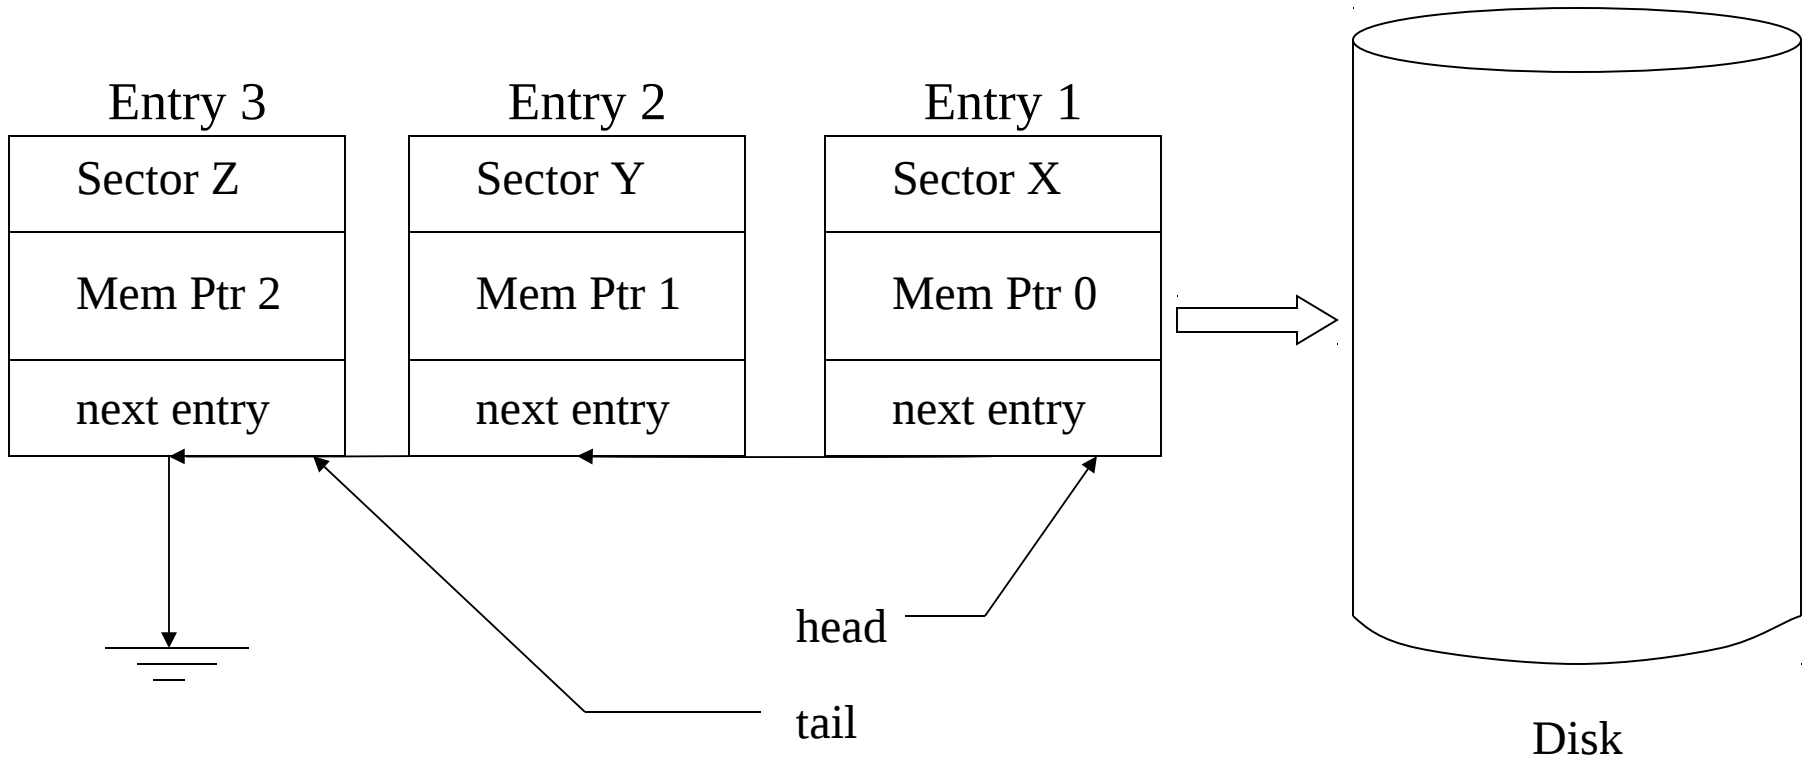 Entry 3
Entry 2
Entry 1
Sector Z
Sector Y
Sector X
Mem Ptr 2
Mem Ptr 1
Mem Ptr 0
next entry
next entry
next entry
head
tail
Disk